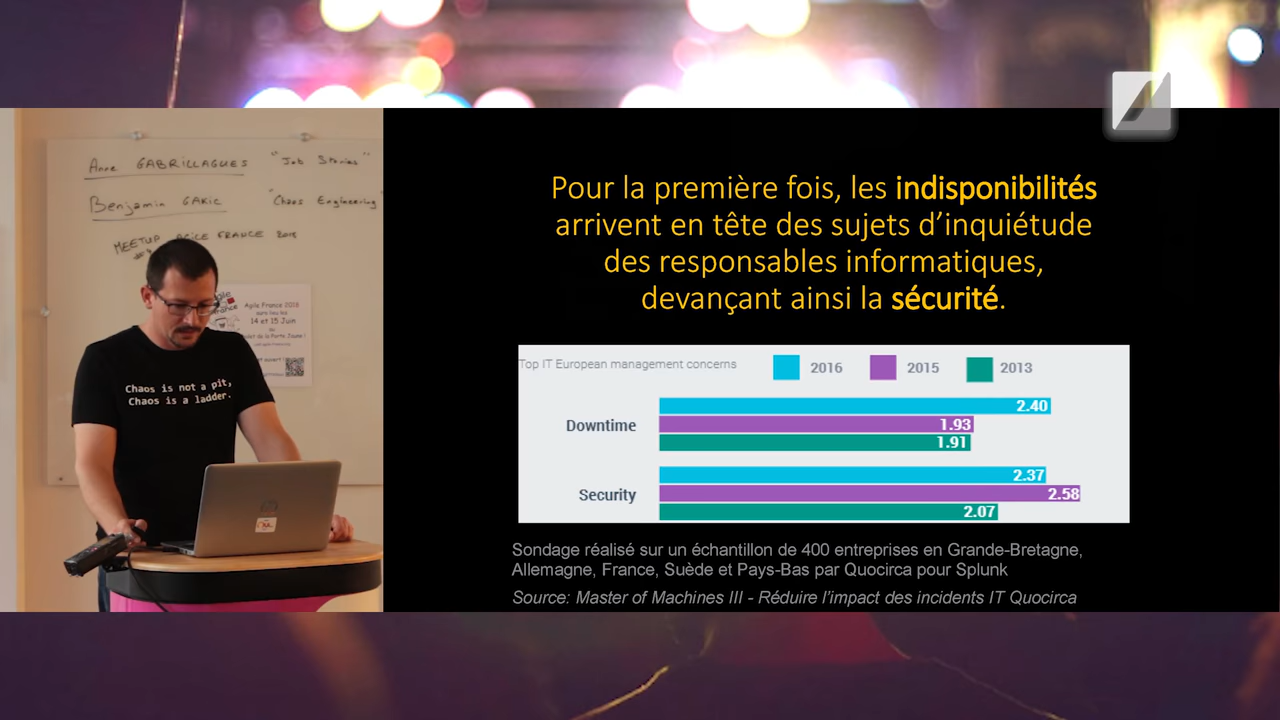 Anne GABRILLAGUES "Job Stories"
Benjamin GAKIC "Chaos Engineering"
MEETUP AGILE FRANCE 2018
Agile France 2018
14 et 15 Juin
Chaos is not a pit,
Chaos is a ladder.
Pour la première fois, les indisponibilités
arrivent en tête des sujets d’inquiétude
des responsables informatiques,
devançant ainsi la sécurité.
Top IT European management concerns 2016 2015 2013
Downtime 2.40 1.93 1.91
Security 2.37 2.58 2.07
Sondage réalisé sur un échantillon de 400 entreprises en Grande-Bretagne,
Allemagne, France, Suède et Pays-Bas par Quocirca pour Splunk
Source: Master of Machines III - Réduire l’impact des incidents IT Quocirca